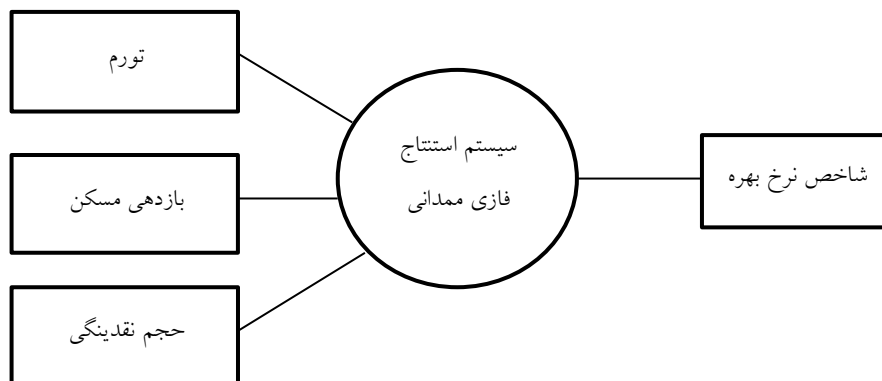 تورم
بازدهی مسکن
حجم نقدینگی
سیستم استنتاج
فازی ممدانی
شاخص نرخ بهره